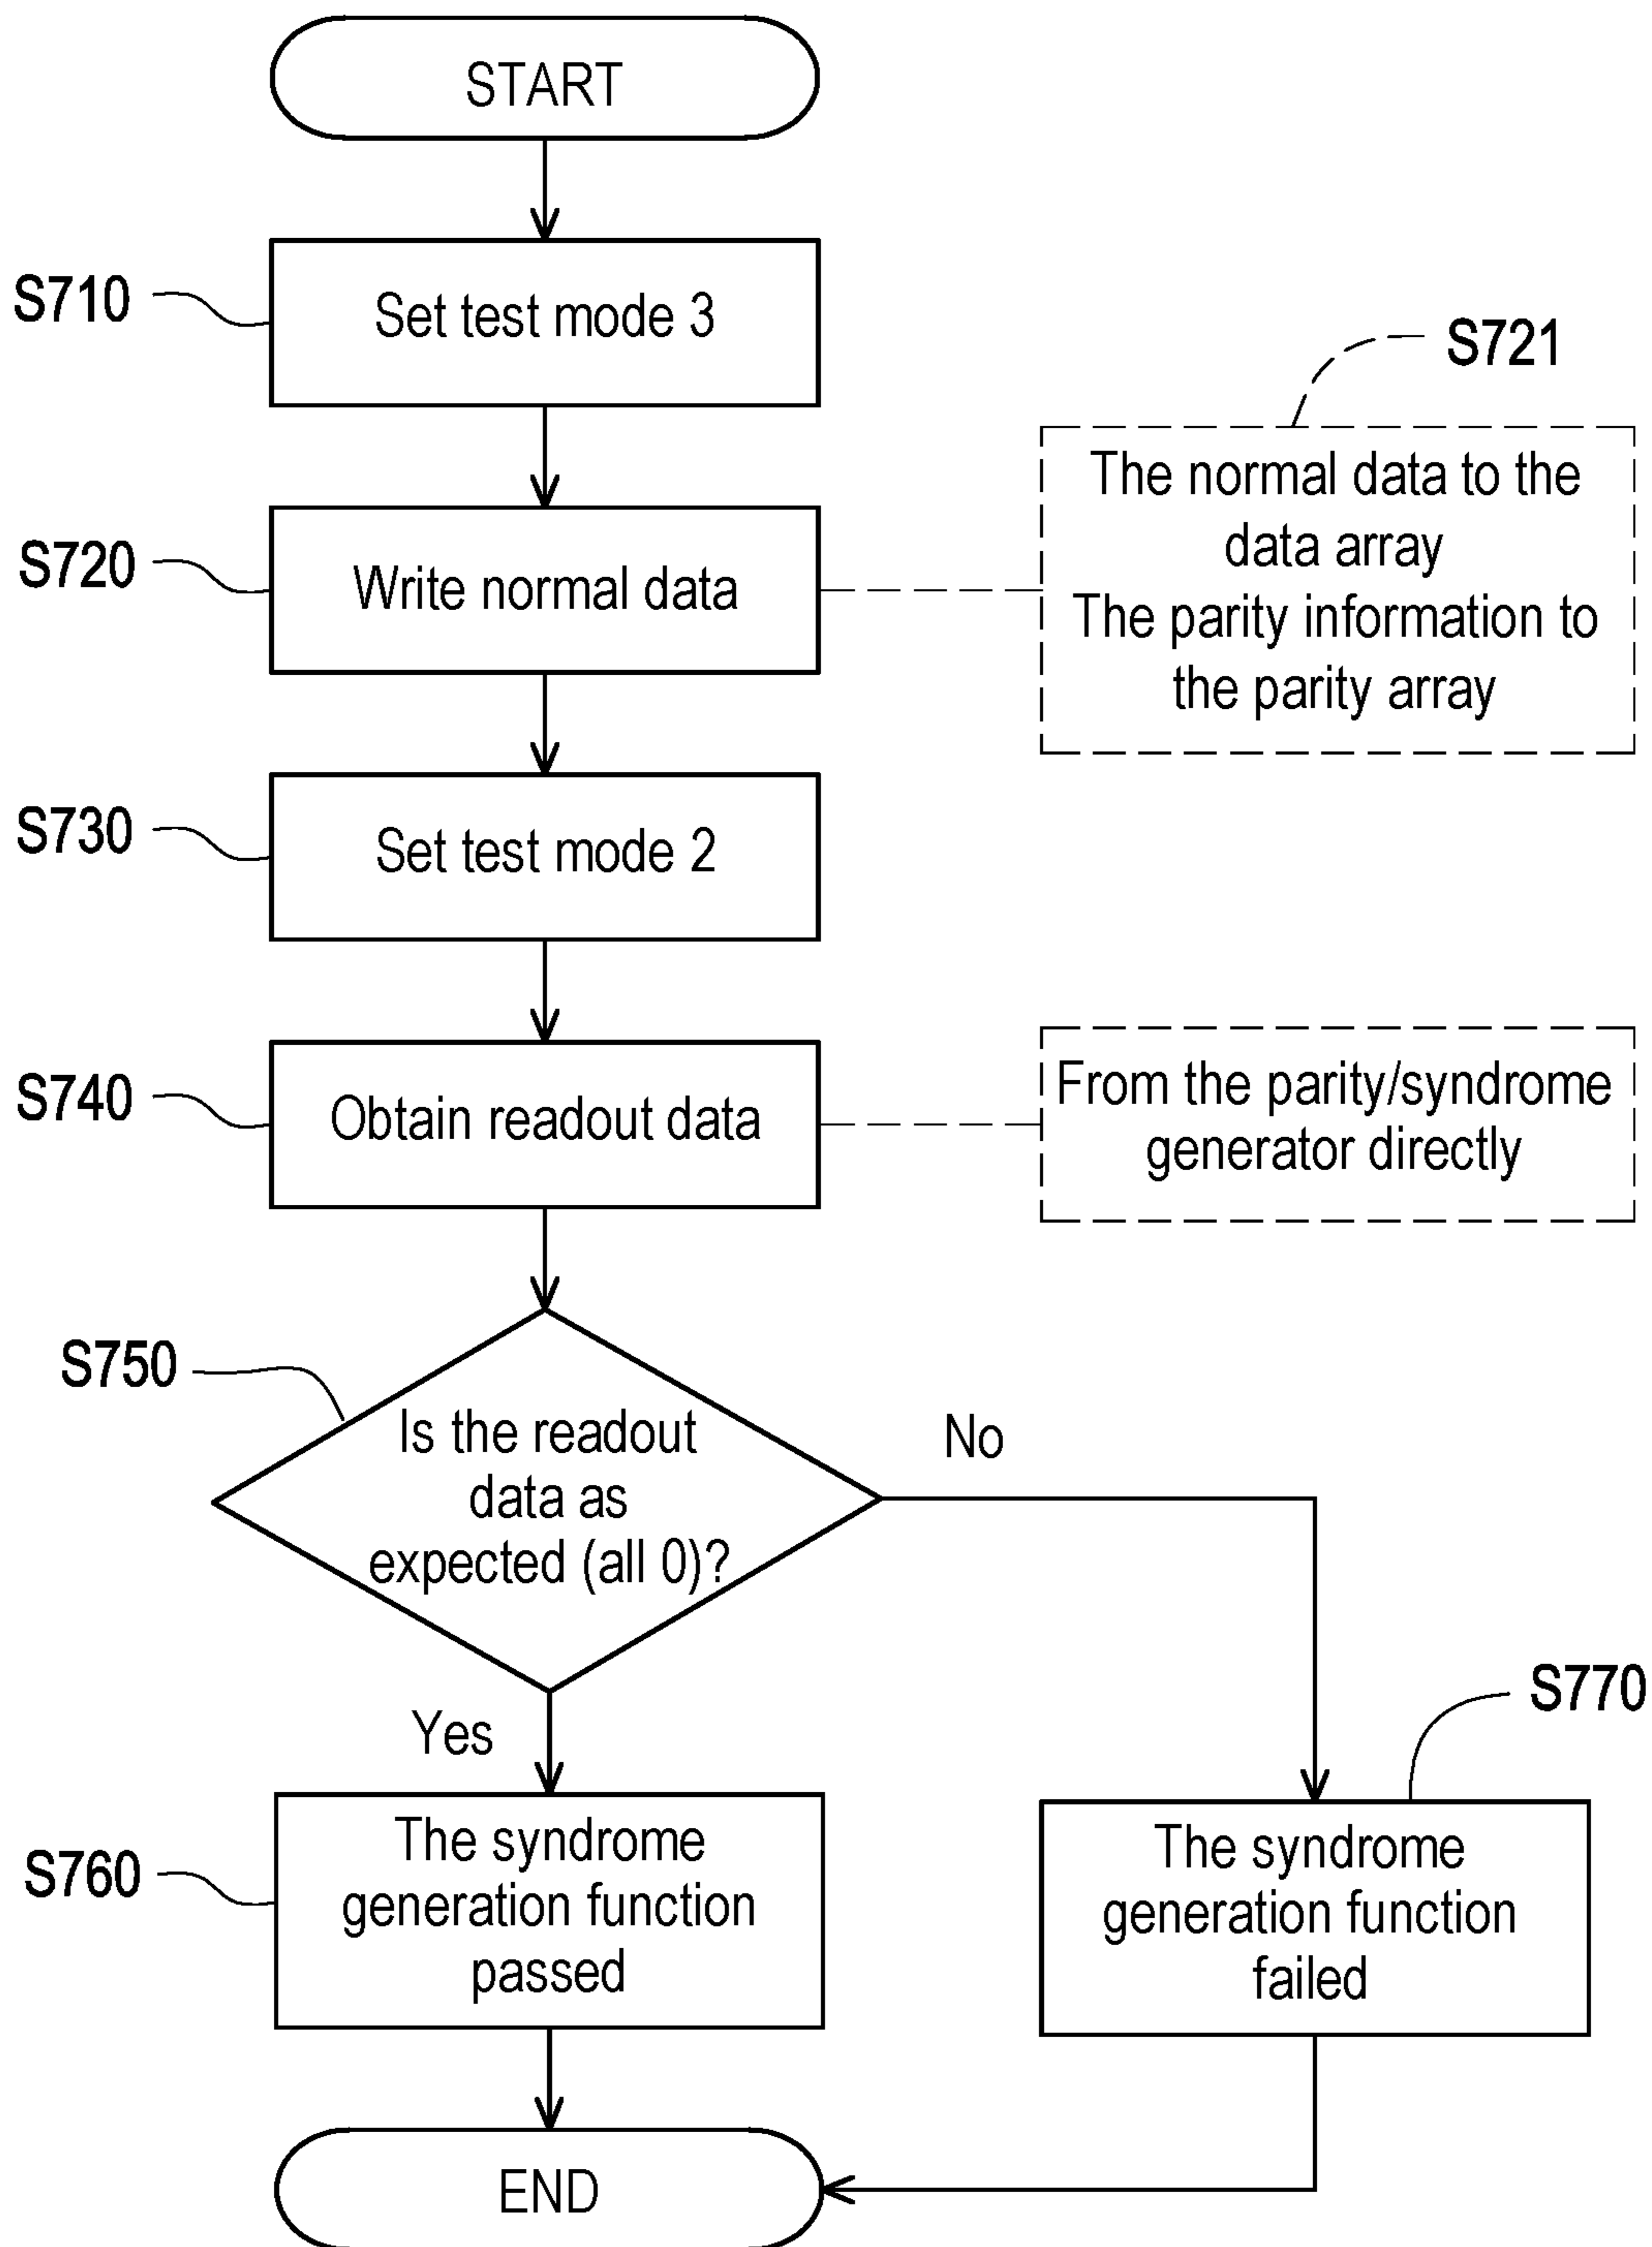 START
S710
Set test mode 3
S721
The normal data to the
data array
The parity information to
the parity array
S720
Write normal data
S730
Set test mode 2
S740
Obtain readout data
From the parity/syndrome
generator directly
S750
Is the readout
data as
expected (all 0)?
No
Yes
S770
S760
The syndrome
generation function
passed
The syndrome
generation function
failed
END